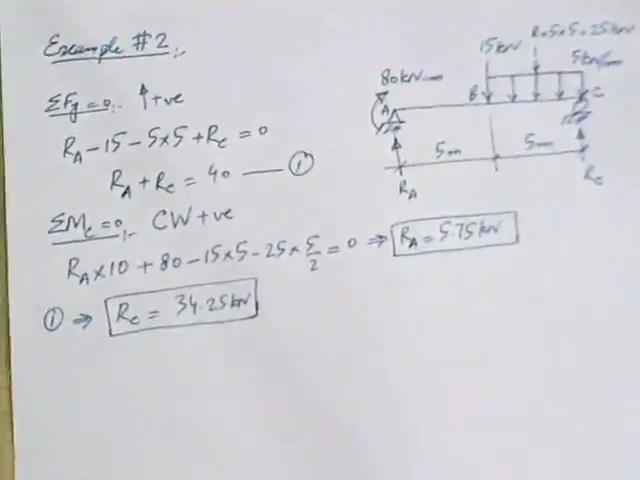 Example #2:.
ΣFy=0:. ↑+ve
RA-15-5×5+Rc=0
RA+Rc=40 — ①
ΣMc=0:. CW+ve
RA×10+80-15×5-25×5/2=0 ⇒ RA=5.75kN
① ⇒ Rc=34.25kN
15kN R=5×5=25kN
80kN-m 5kN/m
A B C
5m 5m
RA Rc